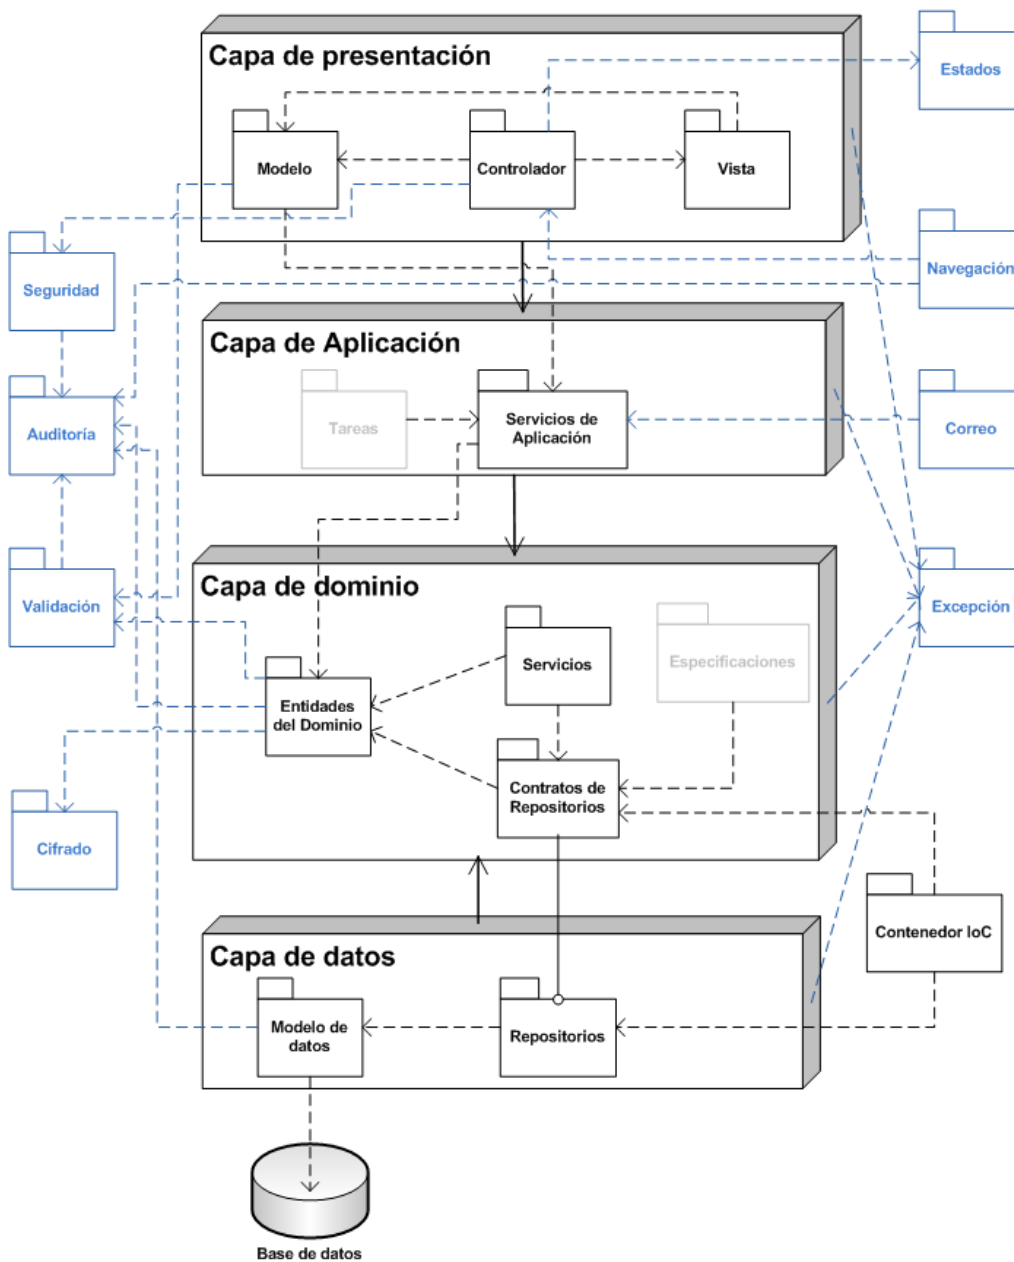 Capa de presentación
Estados
Modelo
Controlador
Vista
Navegación
Seguridad
Capa de Aplicación
Tareas
Servicios de
Aplicación
Correo
Auditoría
Capa de dominio
Validación
Excepción
Servicios
Especificaciones
Entidades
del Dominio
Contratos de
Repositorios
Cifrado
Contenedor IoC
Capa de datos
Modelo de
datos
Repositorios
Base de datos